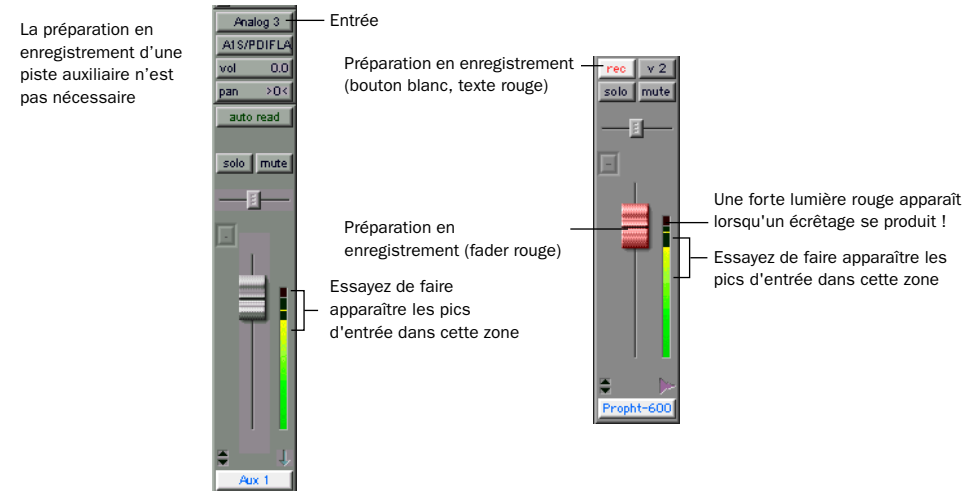 La préparation en
enregistrement d'une
piste auxiliaire n'est
pas nécessaire
Analog 3
A1S/PDIFLA
vol 0.0
pan >0<
auto read
solo mute
-
Aux 1
Entrée
Essayez de faire
apparaître les pics
d'entrée dans cette zone
Préparation en enregistrement
(bouton blanc, texte rouge)
Préparation en
enregistrement (fader rouge)
rec v 2
solo mute
-
Propht-600
Une forte lumière rouge apparaît
lorsqu'un écrêtage se produit !
Essayez de faire apparaître les
pics d'entrée dans cette zone